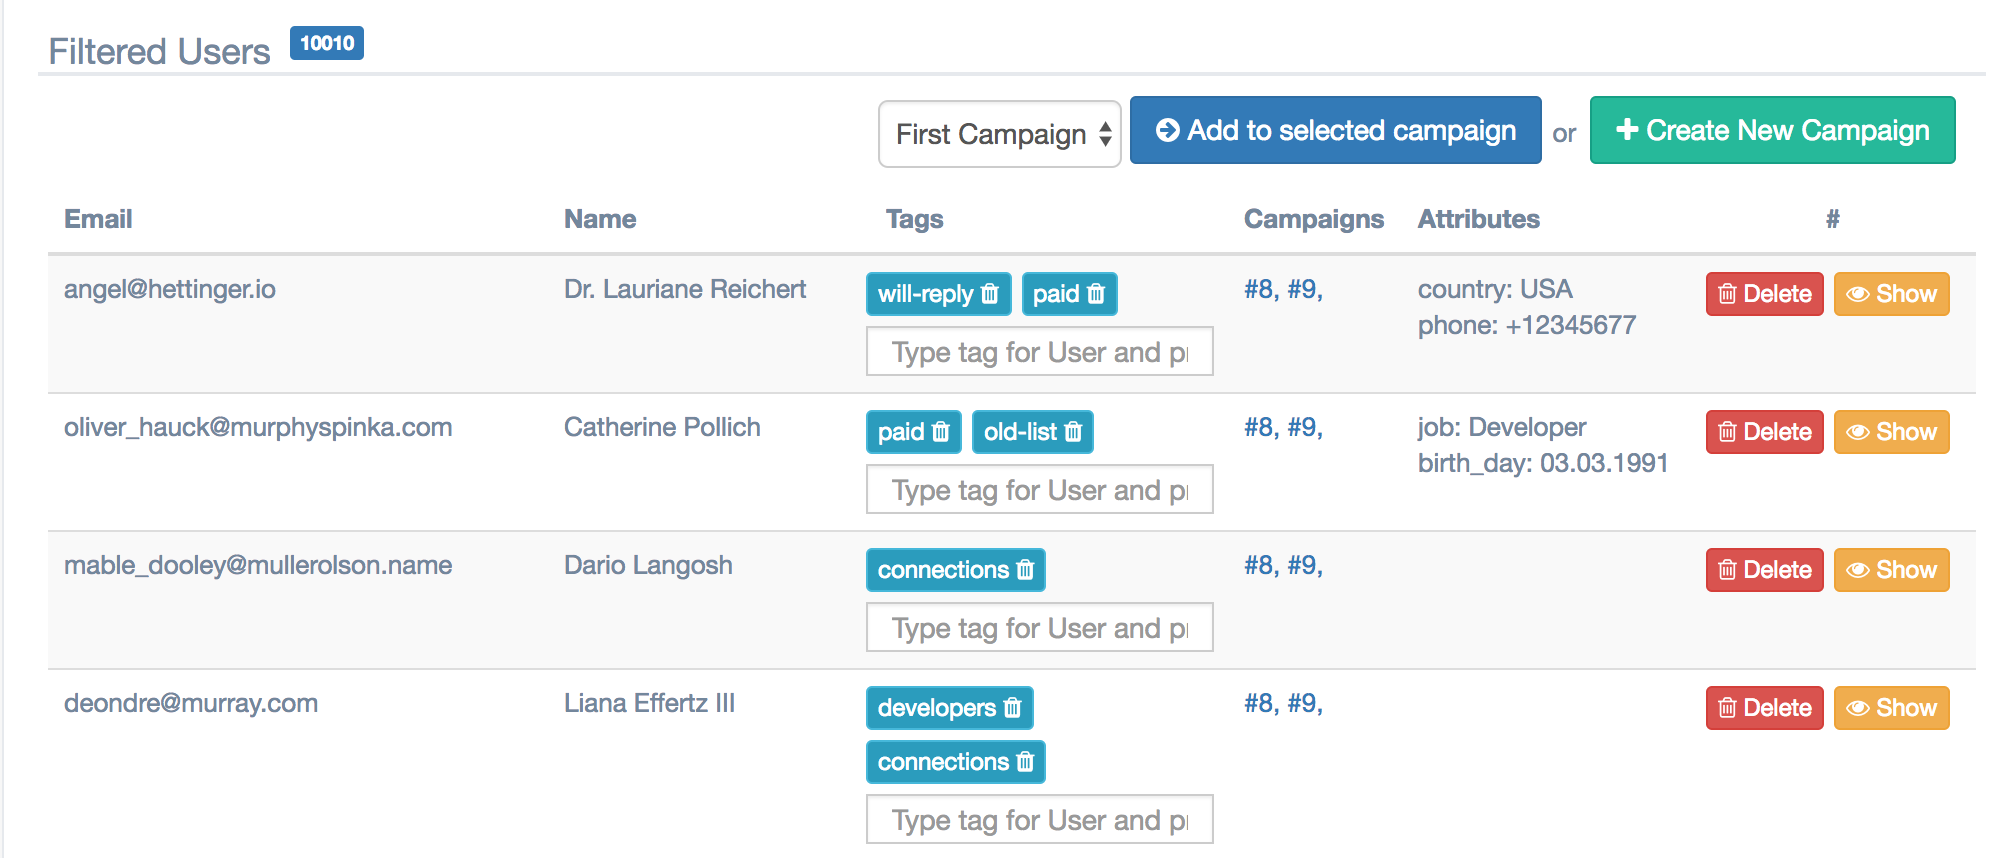 Filtered Users 10010
First Campaign Add to selected campaign or Create New Campaign
Email Name Tags Campaigns Attributes #
angel@hettinger.io Dr. Lauriane Reichert will-reply paid #8, #9, country: USA Delete Show
phone: +12345677
Type tag for User and
oliver_hauck@murphyspinka.com Catherine Pollich paid old-list #8, #9, job: Developer Delete Show
birth_day: 03.03.1991
Type tag for User and
mable_dooley@mullerolson.name Dario Langosh connections #8, #9, Delete Show
Type tag for User and
deondre@murray.com Liana Effertz III developers #8, #9, Delete Show
connections
Type tag for User and